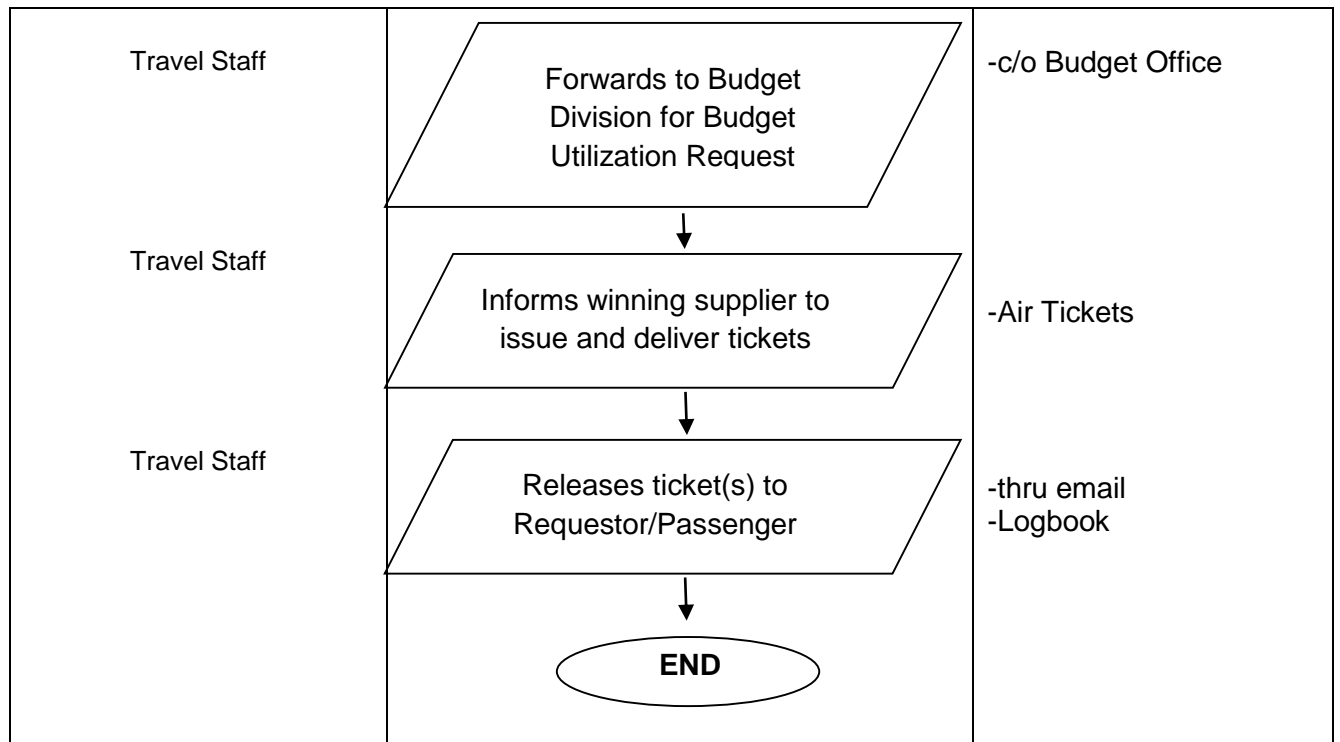 Travel Staff
Forwards to Budget
Division for Budget
Utilization Request
-c/o Budget Office
Travel Staff
Informs winning supplier to
issue and deliver tickets
-Air Tickets
Travel Staff
Releases ticket(s) to
Requestor/Passenger
-thru email
-Logbook
END